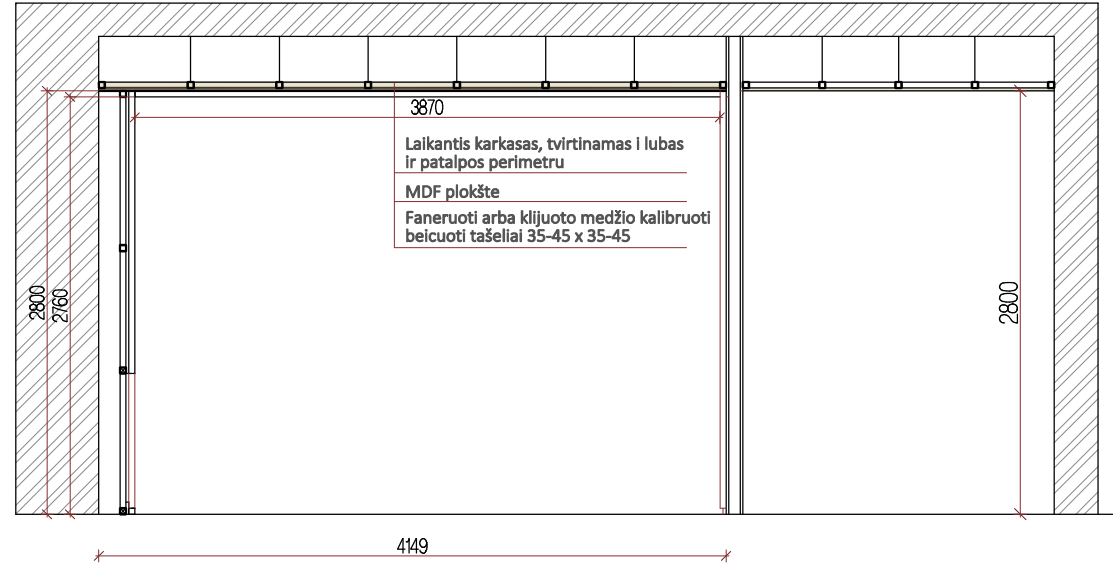 3870
Laikantis karkasas, tvirtinamas i lubas
ir patalpos perimetru
MDF plokšte
Faneruoti arba klijuoto medžio kalibruoti
beicuoti tašeliai 35-45 x 35-45
2800
2760
2800
4149